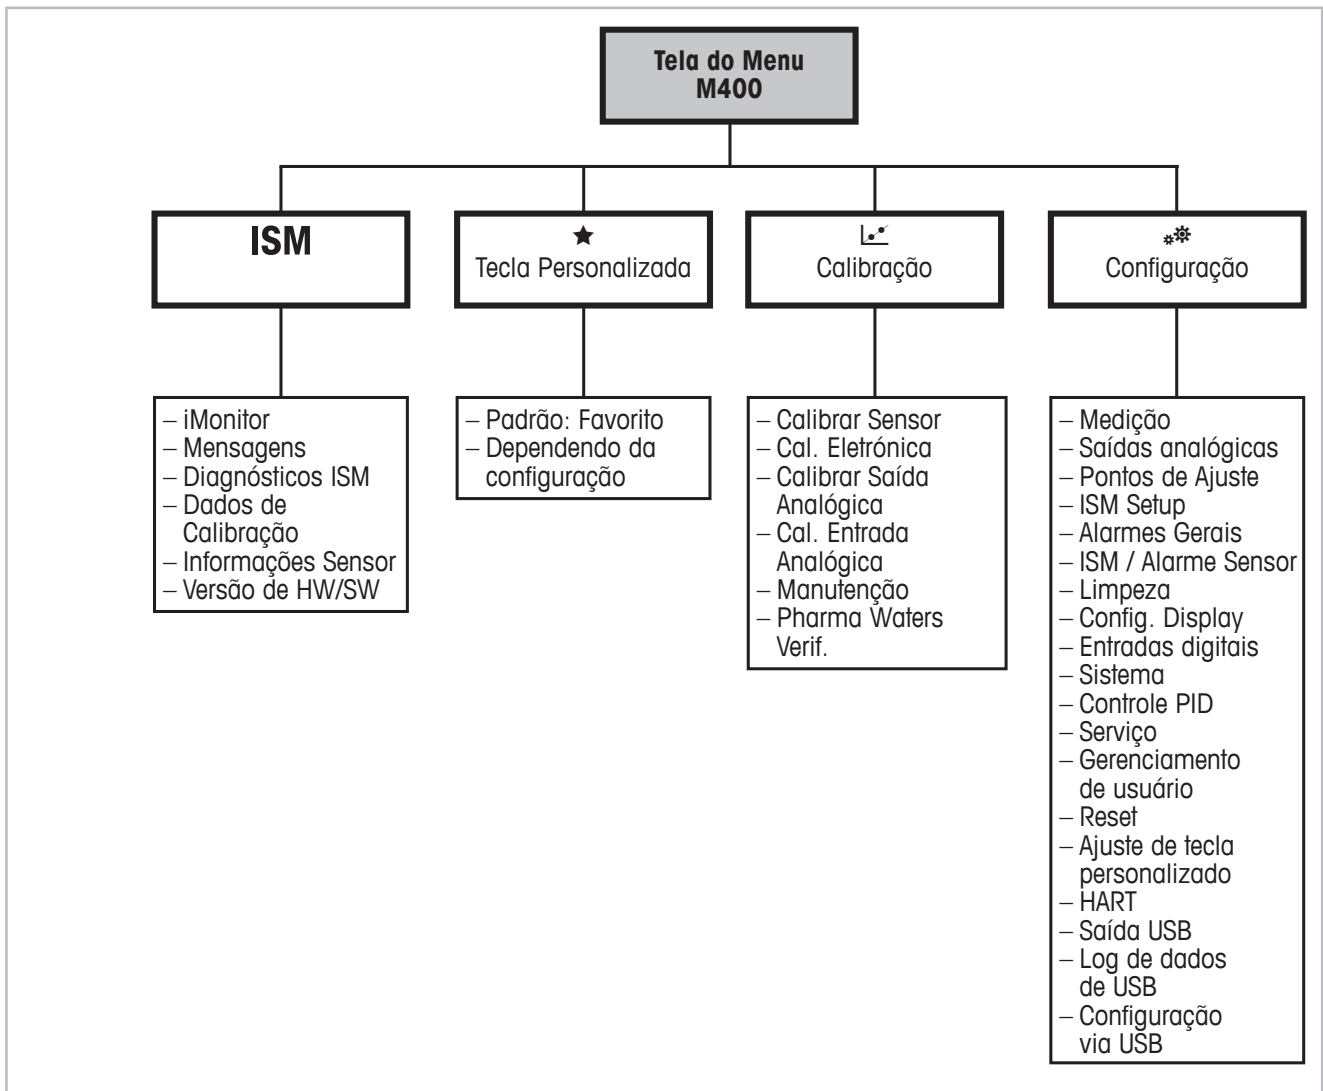 Tela do Menu
M400
ISM
Tecla Personalizada
Calibração
Configuração
– iMonitor
– Mensagens
– Diagnósticos ISM
– Dados de
Calibração
– Informações Sensor
– Versão de HW/SW
– Padrão: Favorito
– Dependendo da
configuração
– Calibrar Sensor
– Cal. Eletrónica
– Calibrar Saída
Analógica
– Cal. Entrada
Analógica
– Manutenção
– Pharma Waters
Verif.
– Medição
– Saídas analógicas
– Pontos de Ajuste
– ISM Setup
– Alarmes Gerais
– ISM / Alarme Sensor
– Limpeza
– Config. Display
– Entradas digitais
– Sistema
– Controle PID
– Serviço
– Gerenciamento
de usuário
– Reset
– Ajuste de tecla
personalizado
– HART
– Saída USB
– Log de dados
de USB
– Configuração
via USB